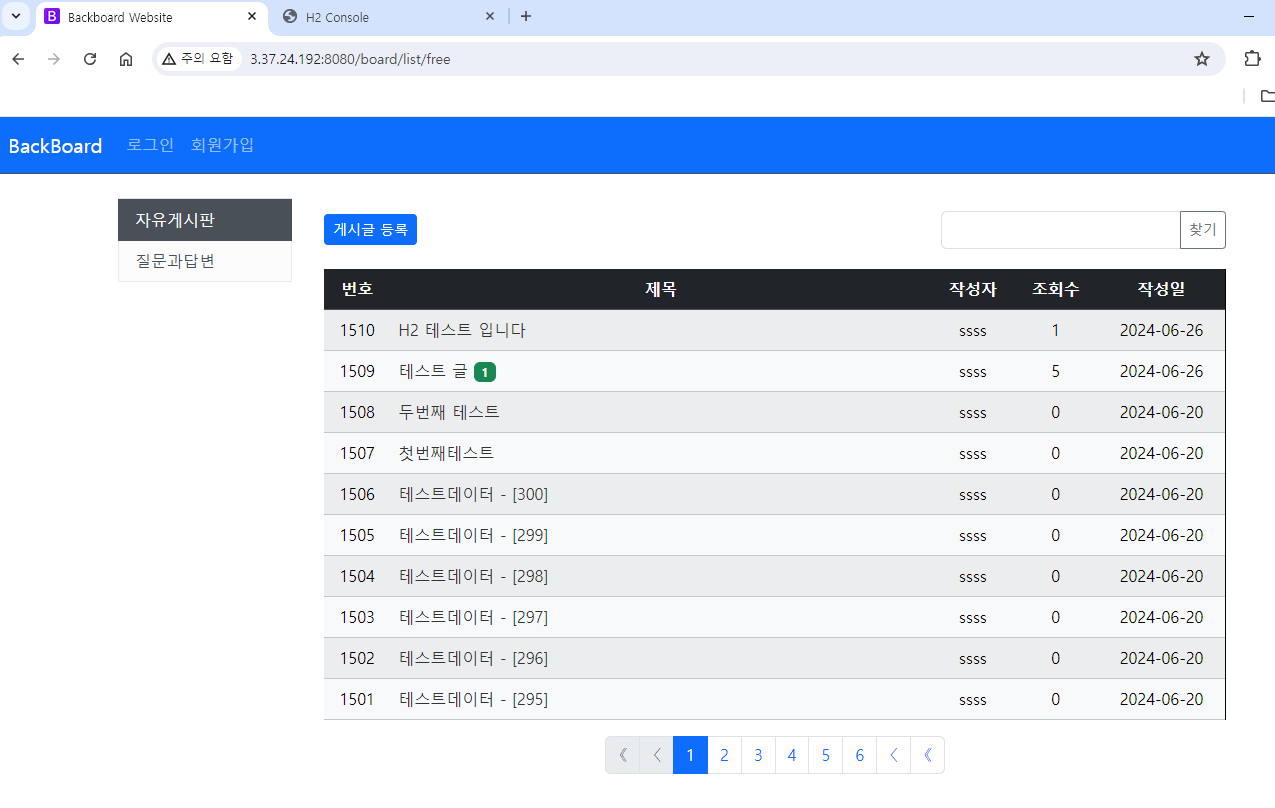 Backboard Website
H2 Console
주의 요함
3.37.24.192:8080/board/list/free
BackBoard 로그인 회원가입
자유게시판
질문과답변
게시글 등록
찾기
번호 제목 작성자 조회수 작성일
1510 H2 테스트 입니다 ssss 1 2024-06-26
1509 테스트 글 1 ssss 5 2024-06-26
1508 두번째 테스트 ssss 0 2024-06-20
1507 첫번째테스트 ssss 0 2024-06-20
1506 테스트데이터 - [300] ssss 0 2024-06-20
1505 테스트데이터 - [299] ssss 0 2024-06-20
1504 테스트데이터 - [298] ssss 0 2024-06-20
1503 테스트데이터 - [297] ssss 0 2024-06-20
1502 테스트데이터 - [296] ssss 0 2024-06-20
1501 테스트데이터 - [295] ssss 0 2024-06-20
《 〈 1 2 3 4 5 6 〈 《